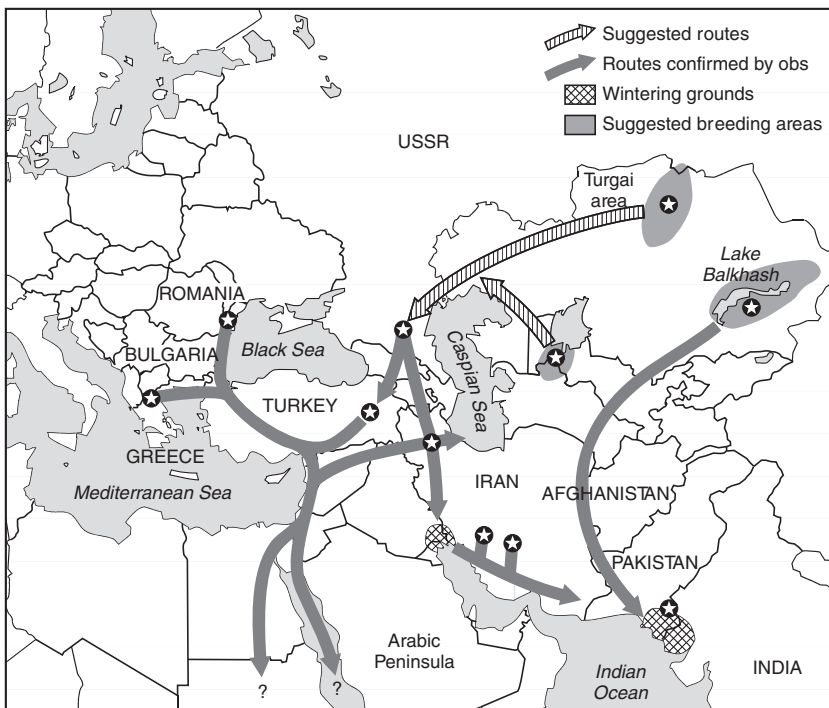 Suggested routes
Routes confirmed by obs
Wintering grounds
Suggested breeding areas
USSR
Turgai
area
Lake
Balkhash
ROMANIA
BULGARIA
Black Sea
Caspian Sea
TURKEY
GREECE
Mediterranean Sea
IRAN
AFGHANISTAN
PAKISTAN
Arabic
Peninsula
Indian
Ocean
INDIA
?
?